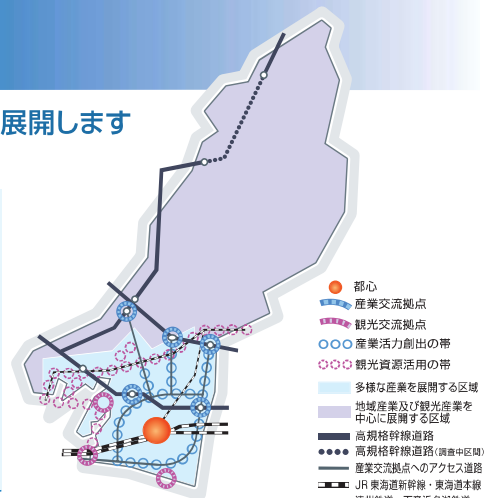 展開します
都心
産業交流拠点
観光交流拠点
産業活力創出の帯
観光資源活用の帯
多様な産業を展開する区域
地域産業及び観光産業を
中心に展開する区域
高規格幹線道路
高規格幹線道路(調査中区間)
産業交流拠点へのアクセス道路
JR東海道新幹線・東海道本線